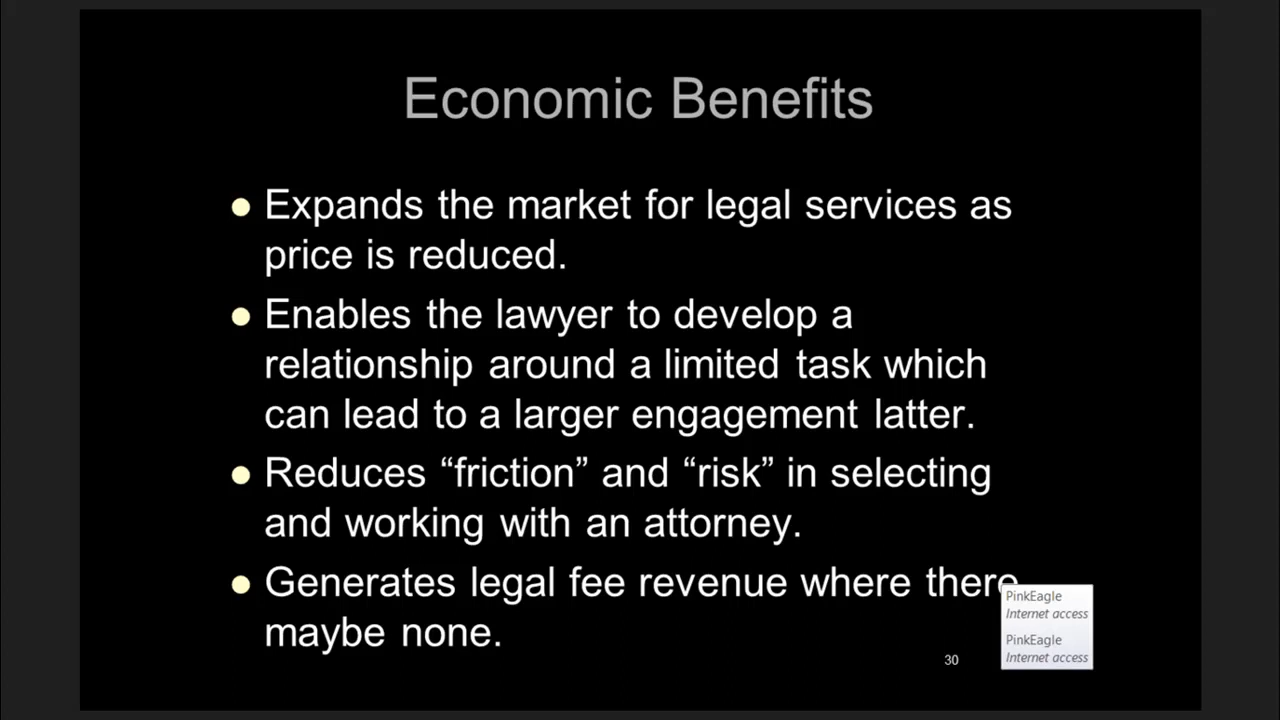 Economic Benefits
● Expands the market for legal services as
price is reduced.
● Enables the lawyer to develop a
relationship around a limited task which
can lead to a larger engagement latter.
● Reduces “friction” and “risk” in selecting
and working with an attorney.
● Generates legal fee revenue where there
maybe none.
PinkEagle
Internet access
PinkEagle
Internet access
30